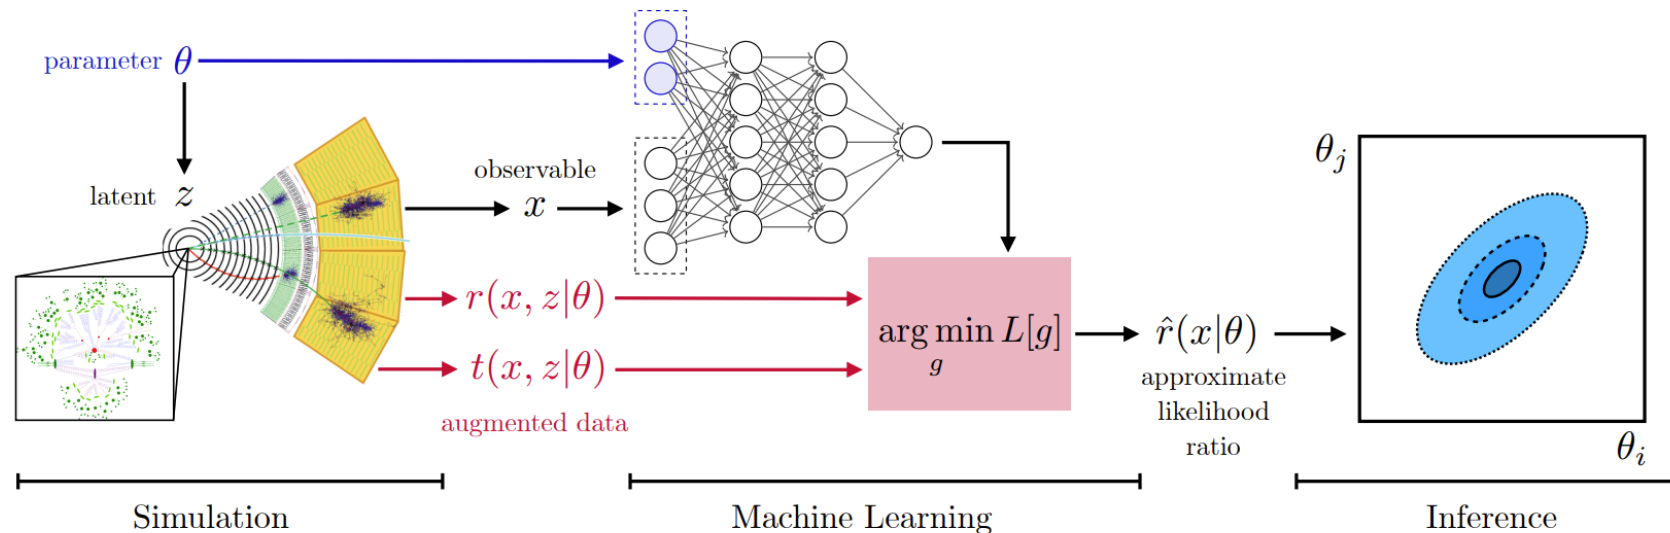 parameter θ
latent z
observable
x
r(x, z|θ)
t(x, z|θ)
augmented data
arg min L[g]
g
r̂(x|θ)
approximate
likelihood
ratio
θj
θi
Simulation
Machine Learning
Inference